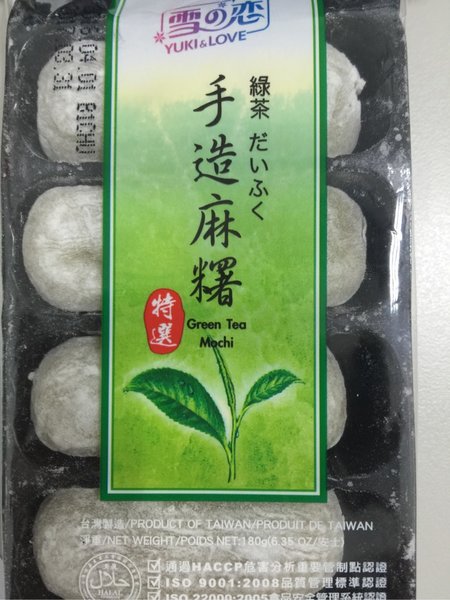 雪の恋
YUKI&LOVE
綠茶 だいふく
手造麻糬
特選
Green Tea
Mochi
台灣製造/PRODUCT OF TAIWAN/PRODUIT DE TAIWAN
淨重/NET WEIGHT/POIDS NET:180g(6.35 OZ/安士)
通過HACCP危害分析重要管制點認證
ISO 9001:2008品質管理標準認證
ISO 22000:2005食品安全管理系統認證
HALAL